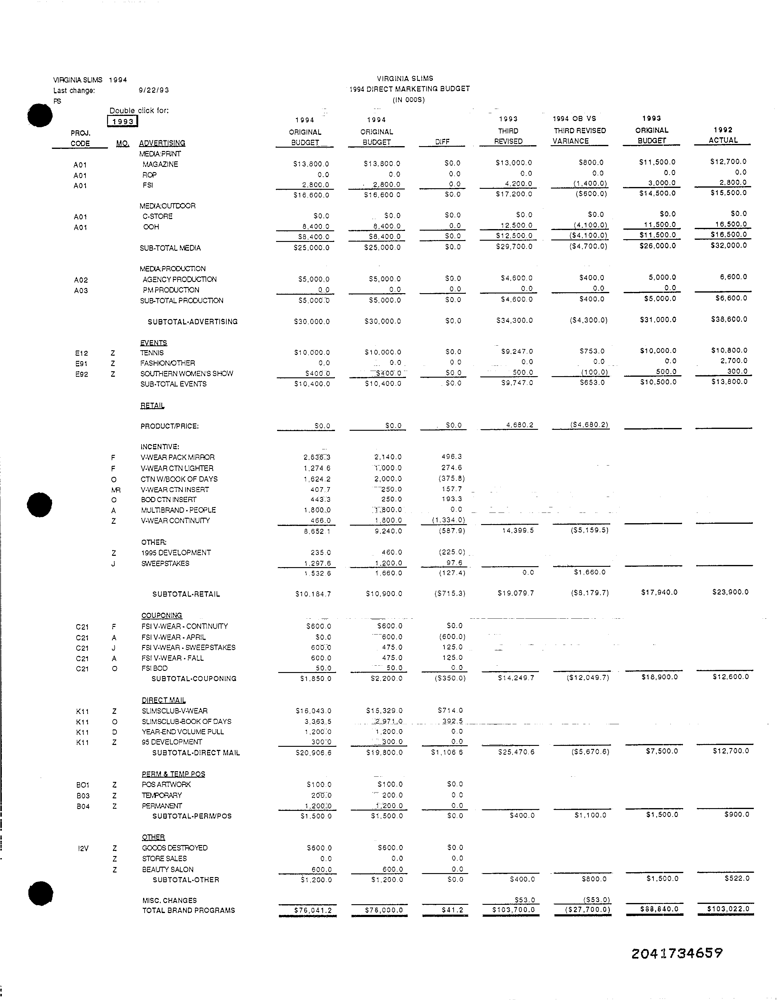 VIRGINIA SLIMS 1994 VIRGINIA SLIMS
Last change: 9/22/93 1994 DIRECT MARKETING BUDGET
PS (IN 000S)
Double click for:
1993 1994 1994 1993 1994 OB VS 1993
PROJ. ORIGINAL ORIGINAL THIRD THIRD REVISED ORIGINAL 1992
CODE MO. ADVERTISING BUDGET BUDGET DIFF REVISED VARIANCE BUDGET ACTUAL
MEDIA:PRINT
A01 MAGAZINE $13,800.0 $13,800.0 $0.0 $13,000.0 $800.0 $11,500.0 $12,700.0
A01 ROP 0.0 0.0 0.0 0.0 0.0 0.0 0.0
A01 FSI 2,800.0 2,800.0 0.0 4,200.0 (1,400.0) 3,000.0 2,800.0
$16,600.0 $16,600.0 $0.0 $17,200.0 ($600.0) $14,500.0 $15,500.0
MEDIA:OUTDOOR
A01 C-STORE $0.0 $0.0 $0.0 $0.0 $0.0 $0.0 $0.0
A01 OOH 8,400.0 8,400.0 0.0 12,500.0 (4,100.0) 11,500.0 16,500.0
$8,400.0 $8,400.0 $0.0 $12,500.0 ($4,100.0) $11,500.0 $16,500.0
SUB-TOTAL MEDIA $25,000.0 $25,000.0 $0.0 $29,700.0 ($4,700.0) $26,000.0 $32,000.0
MEDIA:PRODUCTION
A02 AGENCY PRODUCTION $5,000.0 $5,000.0 $0.0 $4,600.0 $400.0 5,000.0 6,600.0
A03 PM PRODUCTION 0.0 0.0 0.0 0.0 0.0 0.0
SUB-TOTAL PRODUCTION $5,000.0 $5,000.0 $0.0 $4,600.0 $400.0 $5,000.0 $6,600.0
SUBTOTAL-ADVERTISING $30,000.0 $30,000.0 $0.0 $34,300.0 ($4,300.0) $31,000.0 $38,600.0
EVENTS
E12 Z TENNIS $10,000.0 $10,000.0 $0.0 $9,247.0 $753.0 $10,000.0 $10,800.0
E91 Z FASHION/OTHER 0.0 0.0 0.0 0.0 0.0 0.0 2,700.0
E92 Z SOUTHERN WOMEN'S SHOW $400.0 $400.0 $0.0 500.0 (100.0) 500.0 300.0
SUB-TOTAL EVENTS $10,400.0 $10,400.0 $0.0 $9,747.0 $653.0 $10,500.0 $13,800.0
RETAIL
PRODUCT/PRICE: $0.0 $0.0 $0.0 4,680.2 ($4,680.2)
INCENTIVE:
F V-WEAR PACK MIRROR 2,636.3 2,140.0 496.3
F V-WEAR CTN LIGHTER 1,274.6 1,000.0 274.6
O CTN W/BOOK OF DAYS 1,624.2 2,000.0 (375.8)
MR V-WEAR CTN INSERT 407.7 250.0 157.7
O BOD CTN INSERT 443.3 250.0 193.3
A MULTIBRAND - PEOPLE 1,800.0 1,800.0 0.0
Z V-WEAR CONTINUITY 466.0 1,800.0 (1,334.0)
8,652.1 9,240.0 (587.9) 14,399.5 ($5,159.5)
OTHER:
Z 1995 DEVELOPMENT 235.0 460.0 (225.0)
J SWEEPSTAKES 1,297.6 1,200.0 97.6
1,532.6 1,660.0 (127.4) 0.0 $1,660.0
SUBTOTAL-RETAIL $10,184.7 $10,900.0 ($715.3) $19,079.7 ($8,179.7) $17,940.0 $23,900.0
COUPONING
C21 F FSI V-WEAR - CONTINUITY $600.0 $600.0 $0.0
C21 A FSI V-WEAR - APRIL $0.0 600.0 (600.0)
C21 J FSI V-WEAR - SWEEPSTAKES 600.0 475.0 125.0
C21 A FSI V-WEAR - FALL 600.0 475.0 125.0
C21 O FSI BOD 50.0 50.0 0.0
SUBTOTAL-COUPONING $1,850.0 $2,200.0 ($350.0) $14,249.7 ($12,049.7) $16,900.0 $12,600.0
DIRECT MAIL
K11 Z SLIMSCLUB-V-WEAR $16,043.0 $15,329.0 $714.0
K11 O SLIMSCLUB-BOOK OF DAYS 3,363.5 2,971.0 392.5
K11 D YEAR-END VOLUME PULL 1,200.0 1,200.0 0.0
K11 Z 95 DEVELOPMENT 300.0 300.0 0.0
SUBTOTAL-DIRECT MAIL $20,906.6 $19,800.0 $1,106.6 $25,470.6 ($5,670.6) $7,500.0 $12,700.0
PERM & TEMP POS
BO1 Z POS ARTWORK $100.0 $100.0 $0.0
B03 Z TEMPORARY 200.0 200.0 0.0
B04 Z PERMANENT 1,200.0 1,200.0 0.0
SUBTOTAL-PERM/POS $1,500.0 $1,500.0 $0.0 $400.0 $1,100.0 $1,500.0 $900.0
OTHER
I2V Z GOODS DESTROYED $600.0 $600.0 $0.0
Z STORE SALES 0.0 0.0 0.0
Z BEAUTY SALON 600.0 600.0 0.0
SUBTOTAL-OTHER $1,200.0 $1,200.0 $0.0 $400.0 $800.0 $1,500.0 $522.0
MISC. CHANGES $53.0 ($53.0)
TOTAL BRAND PROGRAMS $76,041.2 $76,000.0 $41.2 $103,700.0 ($27,700.0) $88,840.0 $103,022.0
2041734659